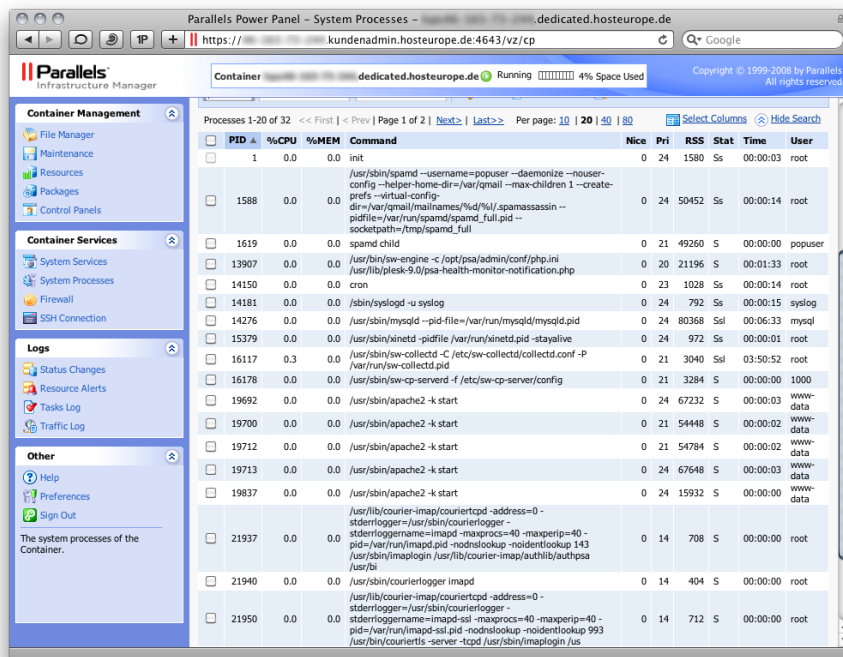 Parallels Power Panel – System Processes – .dedicated.hosteurope.de
1P
https:// .kundenadmin.hosteurope.de:4643/vz/cp
Google
Parallels
Infrastructure Manager
Container .dedicated.hosteurope.de Running 4% Space Used
Copyright © 1999-2008 by Parallels
All rights reserved
Container Management
File Manager
Maintenance
Resources
Packages
Control Panels
Container Services
System Services
System Processes
Firewall
SSH Connection
Logs
Status Changes
Resource Alerts
Tasks Log
Traffic Log
Other
Help
Preferences
Sign Out
The system processes of the
Container.
Processes 1-20 of 32 << First | < Prev | Page 1 of 2 | Next> | Last>> Per page: 10 | 20 | 40 | 80 Select Columns Hide Search
PID %CPU %MEM Command Nice Pri RSS Stat Time User
1 0.0 0.0 init 0 24 1580 Ss 00:00:03 root
/usr/sbin/spamd --username=popuser --daemonize --nouser-
config --helper-home-dir=/var/qmail --max-children 1 --create-
prefs --virtual-config-
1588 0.0 0.0 dir=/var/qmail/mailnames/%d/%l/.spamassassin -- 0 24 50452 Ss 00:00:14 root
pidfile=/var/run/spamd/spamd_full.pid --
socketpath=/tmp/spamd_full
1619 0.0 0.0 spamd child 0 21 49260 S 00:00:00 popuser
13907 0.0 0.0 /usr/bin/sw-engine -c /opt/psa/admin/conf/php.ini 0 20 21196 S 00:01:33 root
/usr/lib/plesk-9.0/psa-health-monitor-notification.php
14150 0.0 0.0 cron 0 23 1028 Ss 00:00:14 root
14181 0.0 0.0 /sbin/syslogd -u syslog 0 24 792 Ss 00:00:15 syslog
14276 0.0 0.0 /usr/sbin/mysqld --pid-file=/var/run/mysqld/mysqld.pid 0 24 80368 Ssl 00:06:33 mysql
15379 0.0 0.0 /usr/sbin/xinetd -pidfile /var/run/xinetd.pid -stayalive 0 24 972 Ss 00:00:01 root
16117 0.3 0.0 /usr/sbin/sw-collectd -C /etc/sw-collectd/collectd.conf -P 0 21 3040 Ssl 03:50:52 root
/var/run/sw-collectd.pid
16178 0.0 0.0 /usr/sbin/sw-cp-serverd -f /etc/sw-cp-server/config 0 21 3284 S 00:00:00 1000
19692 0.0 0.0 /usr/sbin/apache2 -k start 0 24 67232 S 00:00:03 www-
data
19700 0.0 0.0 /usr/sbin/apache2 -k start 0 21 54448 S 00:00:02 www-
data
19712 0.0 0.0 /usr/sbin/apache2 -k start 0 21 54784 S 00:00:02 www-
data
19713 0.0 0.0 /usr/sbin/apache2 -k start 0 24 67648 S 00:00:03 www-
data
19837 0.0 0.0 /usr/sbin/apache2 -k start 0 24 15932 S 00:00:00 www-
data
/usr/lib/courier-imap/couriertcpd -address=0 -
stderrlogger=/usr/sbin/courierlogger -
21937 0.0 0.0 stderrloggername=imapd -maxprocs=40 -maxperip=40 - 0 14 708 S 00:00:00 root
pid=/var/run/imapd.pid -nodnslookup -noidentlookup 143
/usr/sbin/imaplogin /usr/lib/courier-imap/authlib/authpsa
/usr/bi
21940 0.0 0.0 /usr/sbin/courierlogger imapd 0 14 404 S 00:00:00 root
/usr/lib/courier-imap/couriertcpd -address=0 -
stderrlogger=/usr/sbin/courierlogger -
21950 0.0 0.0 stderrloggername=imapd-ssl -maxprocs=40 -maxperip=40 - 0 14 712 S 00:00:00 root
pid=/var/run/imapd-ssl.pid -nodnslookup -noidentlookup 993
/usr/bin/couriertls -server -tcpd /usr/sbin/imaplogin /us